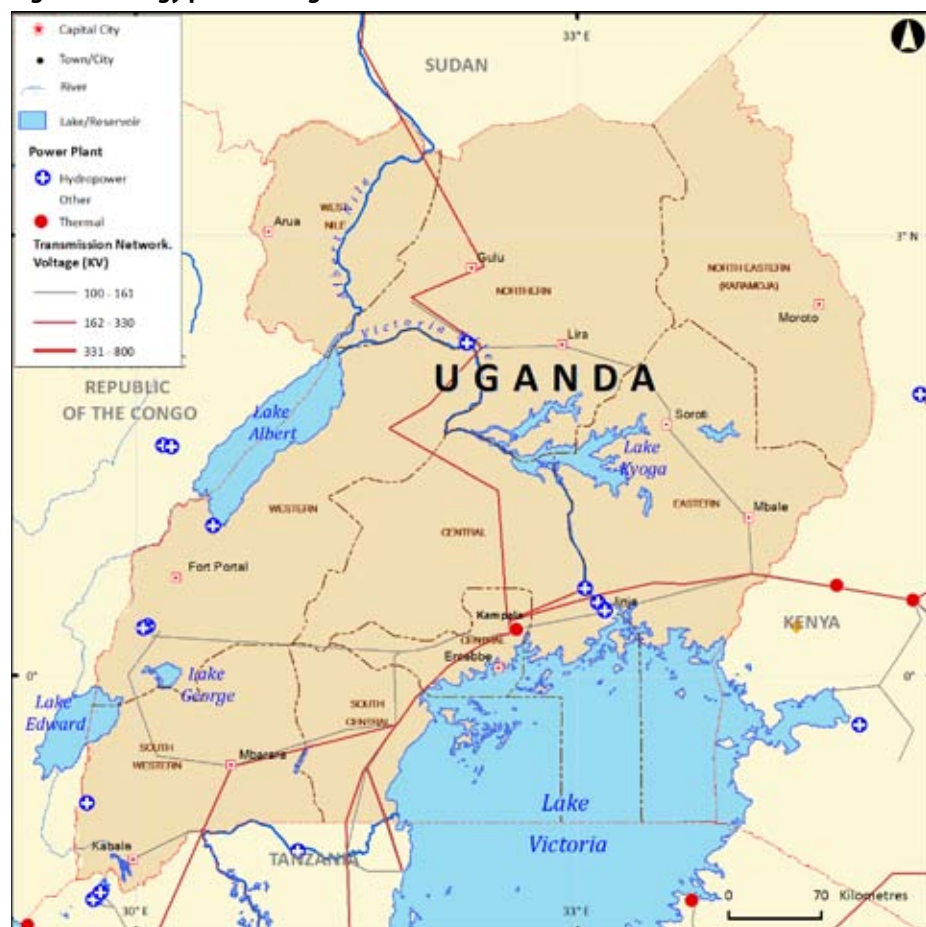 Capital City
Town/City
River
Lake/Reservoir
Power Plant
Hydropower
Other
Thermal
Transmission Network.
Voltage (KV)
100 - 161
162 - 330
331 - 800
33° E
SUDAN
3° N
WEST
NILE
Arua
Albert Nile
Gulu
NORTHERN
NORTH EASTERN
(KARAMOJA)
Moroto
Victoria
Lira
UGANDA
REPUBLIC
OF THE CONGO
Lake
Albert
Soroti
Lake
Kyoga
WESTERN
CENTRAL
EASTERN
Mbale
Fort Portal
Jinja
Kampala
KENYA
CENTRAL
Entebbe
0°
0°
Lake
George
Lake
Edward
SOUTH
CENTRAL
SOUTH
WESTERN
Mbarara
Lake
Victoria
Kabale
TANZANIA
0 70 Kilometres
30° E
33° E